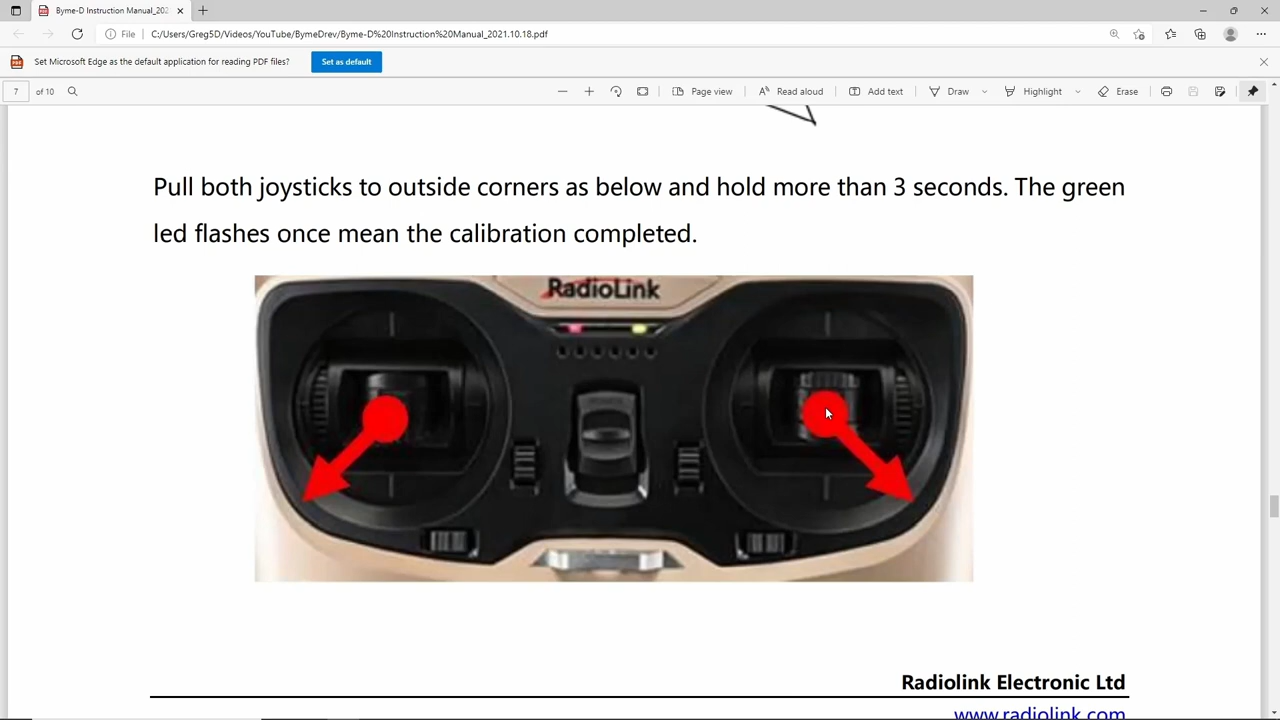 Byme-D Instruction Manual_202
File
C:/Users/Greg5D/Videos/YouTube/BymeDrev/Byme-D%20Instruction%20Manual_2021.10.18.pdf
Set Microsoft Edge as the default application for reading PDF files?
Set as default
7 of 10
Page view
Read aloud
Add text
Draw
Highlight
Erase
Pull both joysticks to outside corners as below and hold more than 3 seconds. The green
led flashes once mean the calibration completed.
RadioLink
Radiolink Electronic Ltd
www.radiolink.com